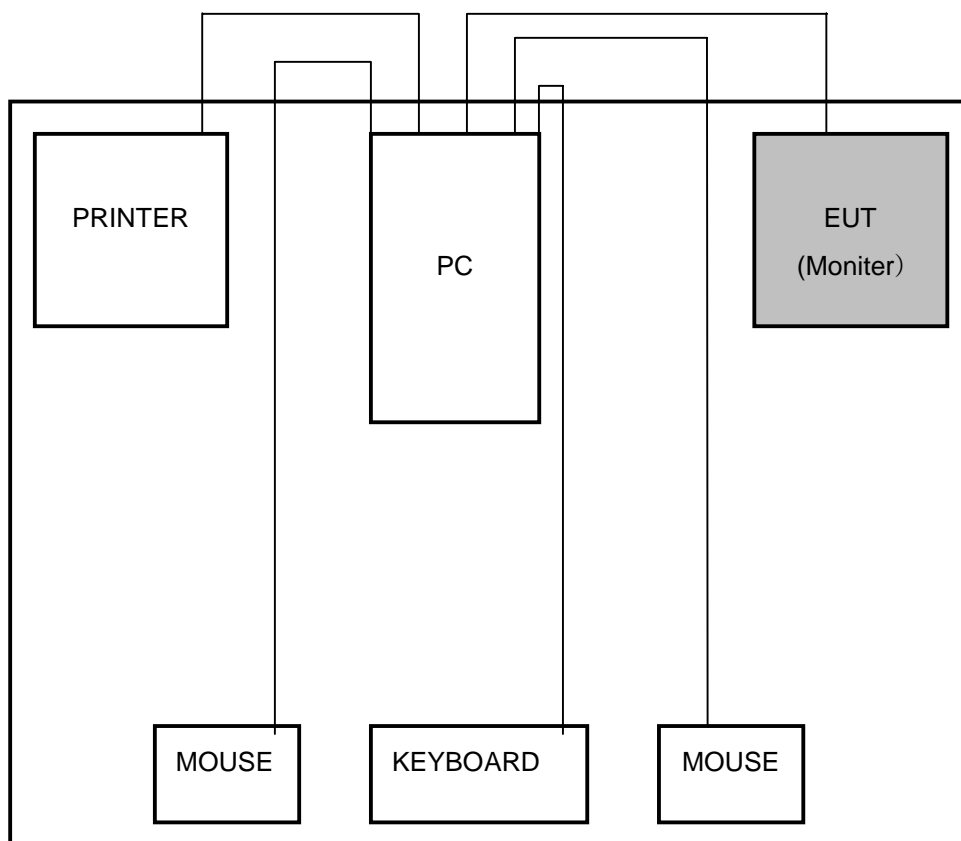 PRINTER
PC
EUT
(Moniter）
MOUSE
KEYBOARD
MOUSE